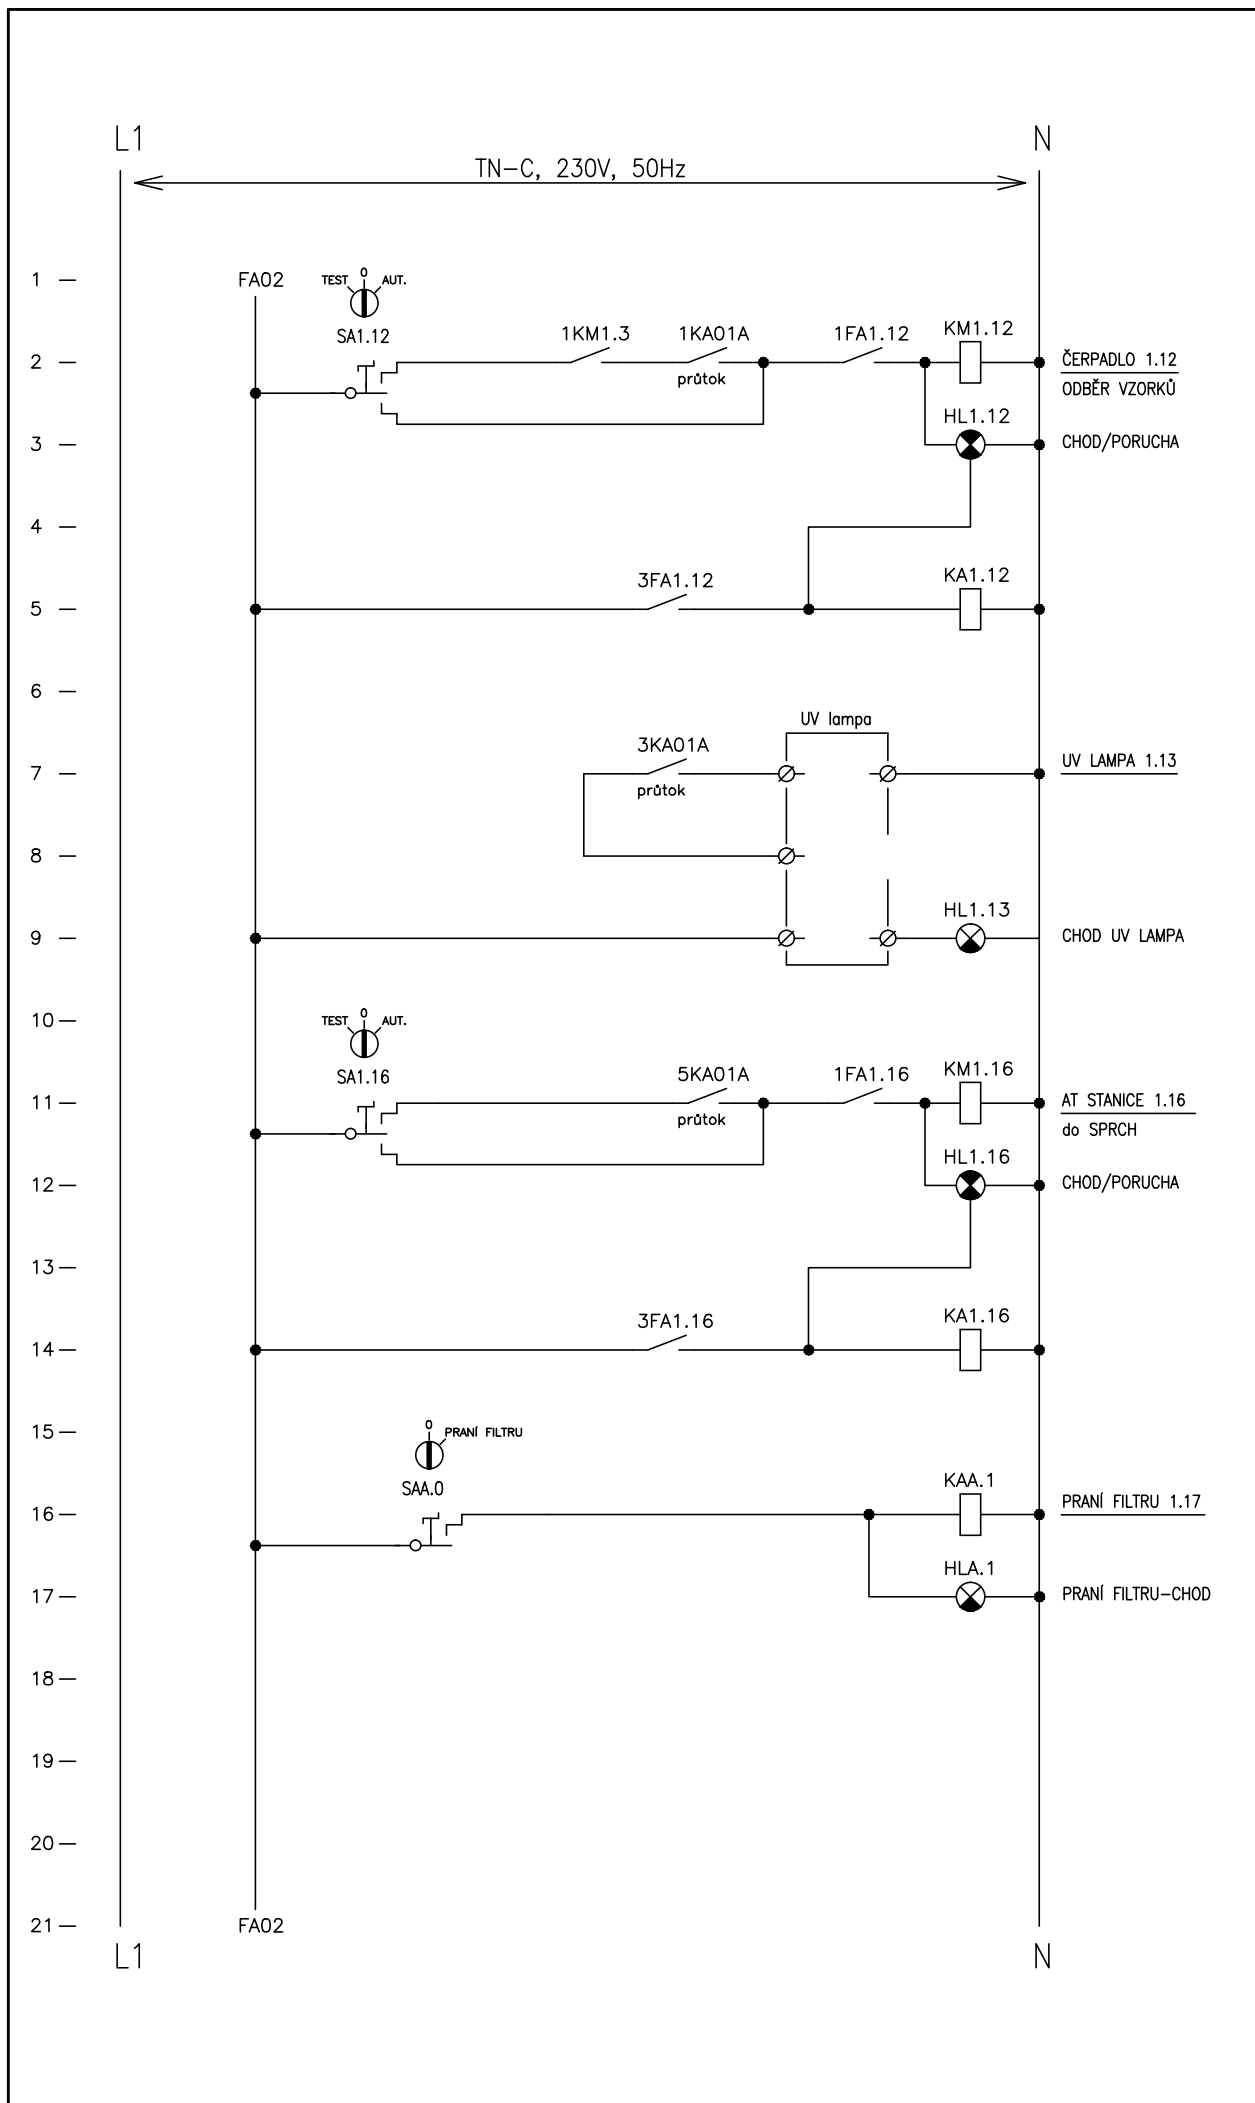 L1 N
TN-C, 230V, 50Hz
1 FA02 TEST 0 AUT.
SA1.12 1KM1.3 1KA01A 1FA1.12 KM1.12
2 průtok ČERPADLO 1.12
ODBĚR VZORKŮ
HL1.12
3 CHOD/PORUCHA
4
3FA1.12 KA1.12
5
6
UV lampa
3KA01A
7 průtok UV LAMPA 1.13
8
HL1.13
9 CHOD UV LAMPA
10 TEST 0 AUT.
SA1.16 5KA01A 1FA1.16 KM1.16
11 průtok AT STANICE 1.16
do SPRCH
HL1.16
12 CHOD/PORUCHA
13
3FA1.16 KA1.16
14
15 0 PRANÍ FILTRU
SAA.0 KAA.1
16 PRANÍ FILTRU 1.17
HLA.1
17 PRANÍ FILTRU-CHOD
18
19
20
21 FA02
L1 N